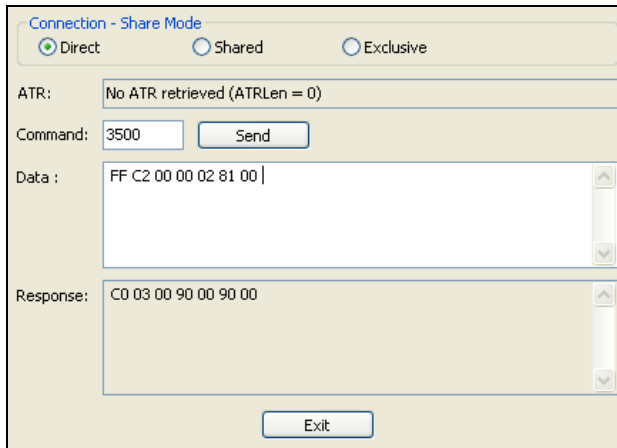 Connection - Share Mode
Direct Shared Exclusive
ATR: No ATR retrieved (ATRLen = 0)
Command: 3500 Send
Data : FF C2 00 00 02 81 00
Response: C0 03 00 90 00 90 00
Exit